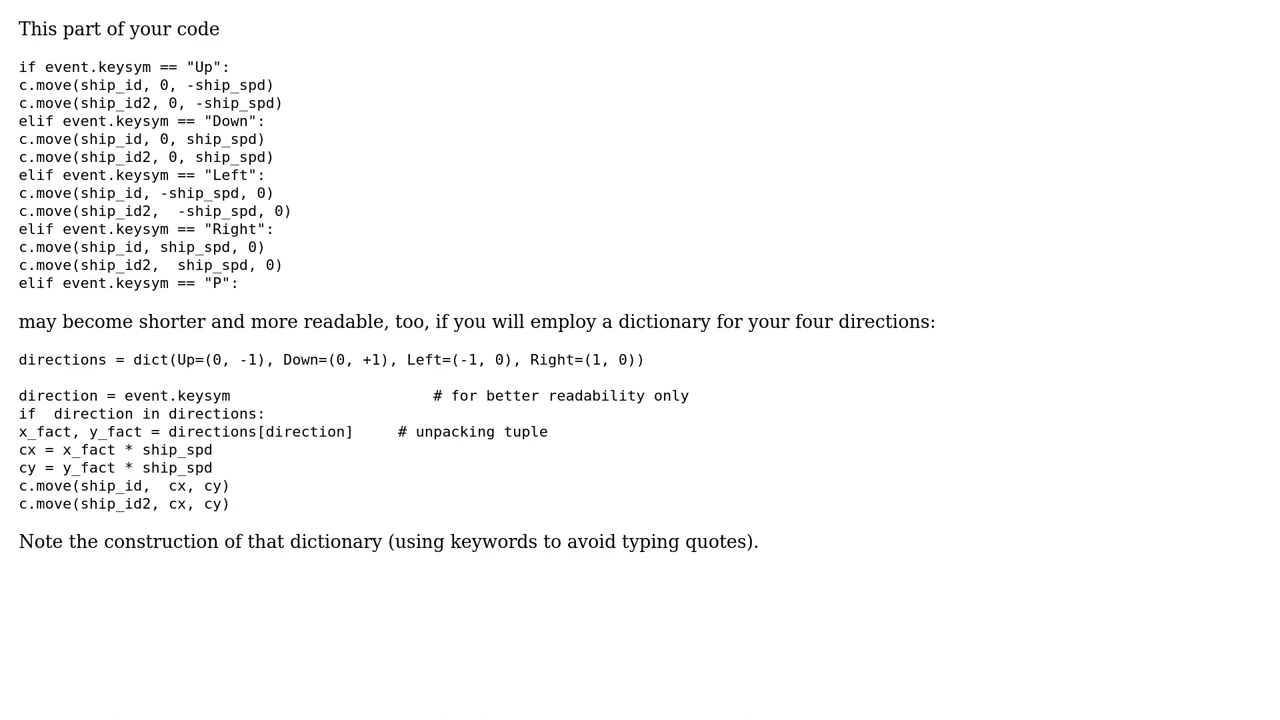 This part of your code
if event.keysym == "Up":
c.move(ship_id, 0, -ship_spd)
c.move(ship_id2, 0, -ship_spd)
elif event.keysym == "Down":
c.move(ship_id, 0, ship_spd)
c.move(ship_id2, 0, ship_spd)
elif event.keysym == "Left":
c.move(ship_id, -ship_spd, 0)
c.move(ship_id2,  -ship_spd, 0)
elif event.keysym == "Right":
c.move(ship_id, ship_spd, 0)
c.move(ship_id2,  ship_spd, 0)
elif event.keysym == "P":
may become shorter and more readable, too, if you will employ a dictionary for your four directions:
directions = dict(Up=(0, -1), Down=(0, +1), Left=(-1, 0), Right=(1, 0))
direction = event.keysym                       # for better readability only
if  direction in directions:
x_fact, y_fact = directions[direction]     # unpacking tuple
cx = x_fact * ship_spd
cy = y_fact * ship_spd
c.move(ship_id,  cx, cy)
c.move(ship_id2, cx, cy)
Note the construction of that dictionary (using keywords to avoid typing quotes).